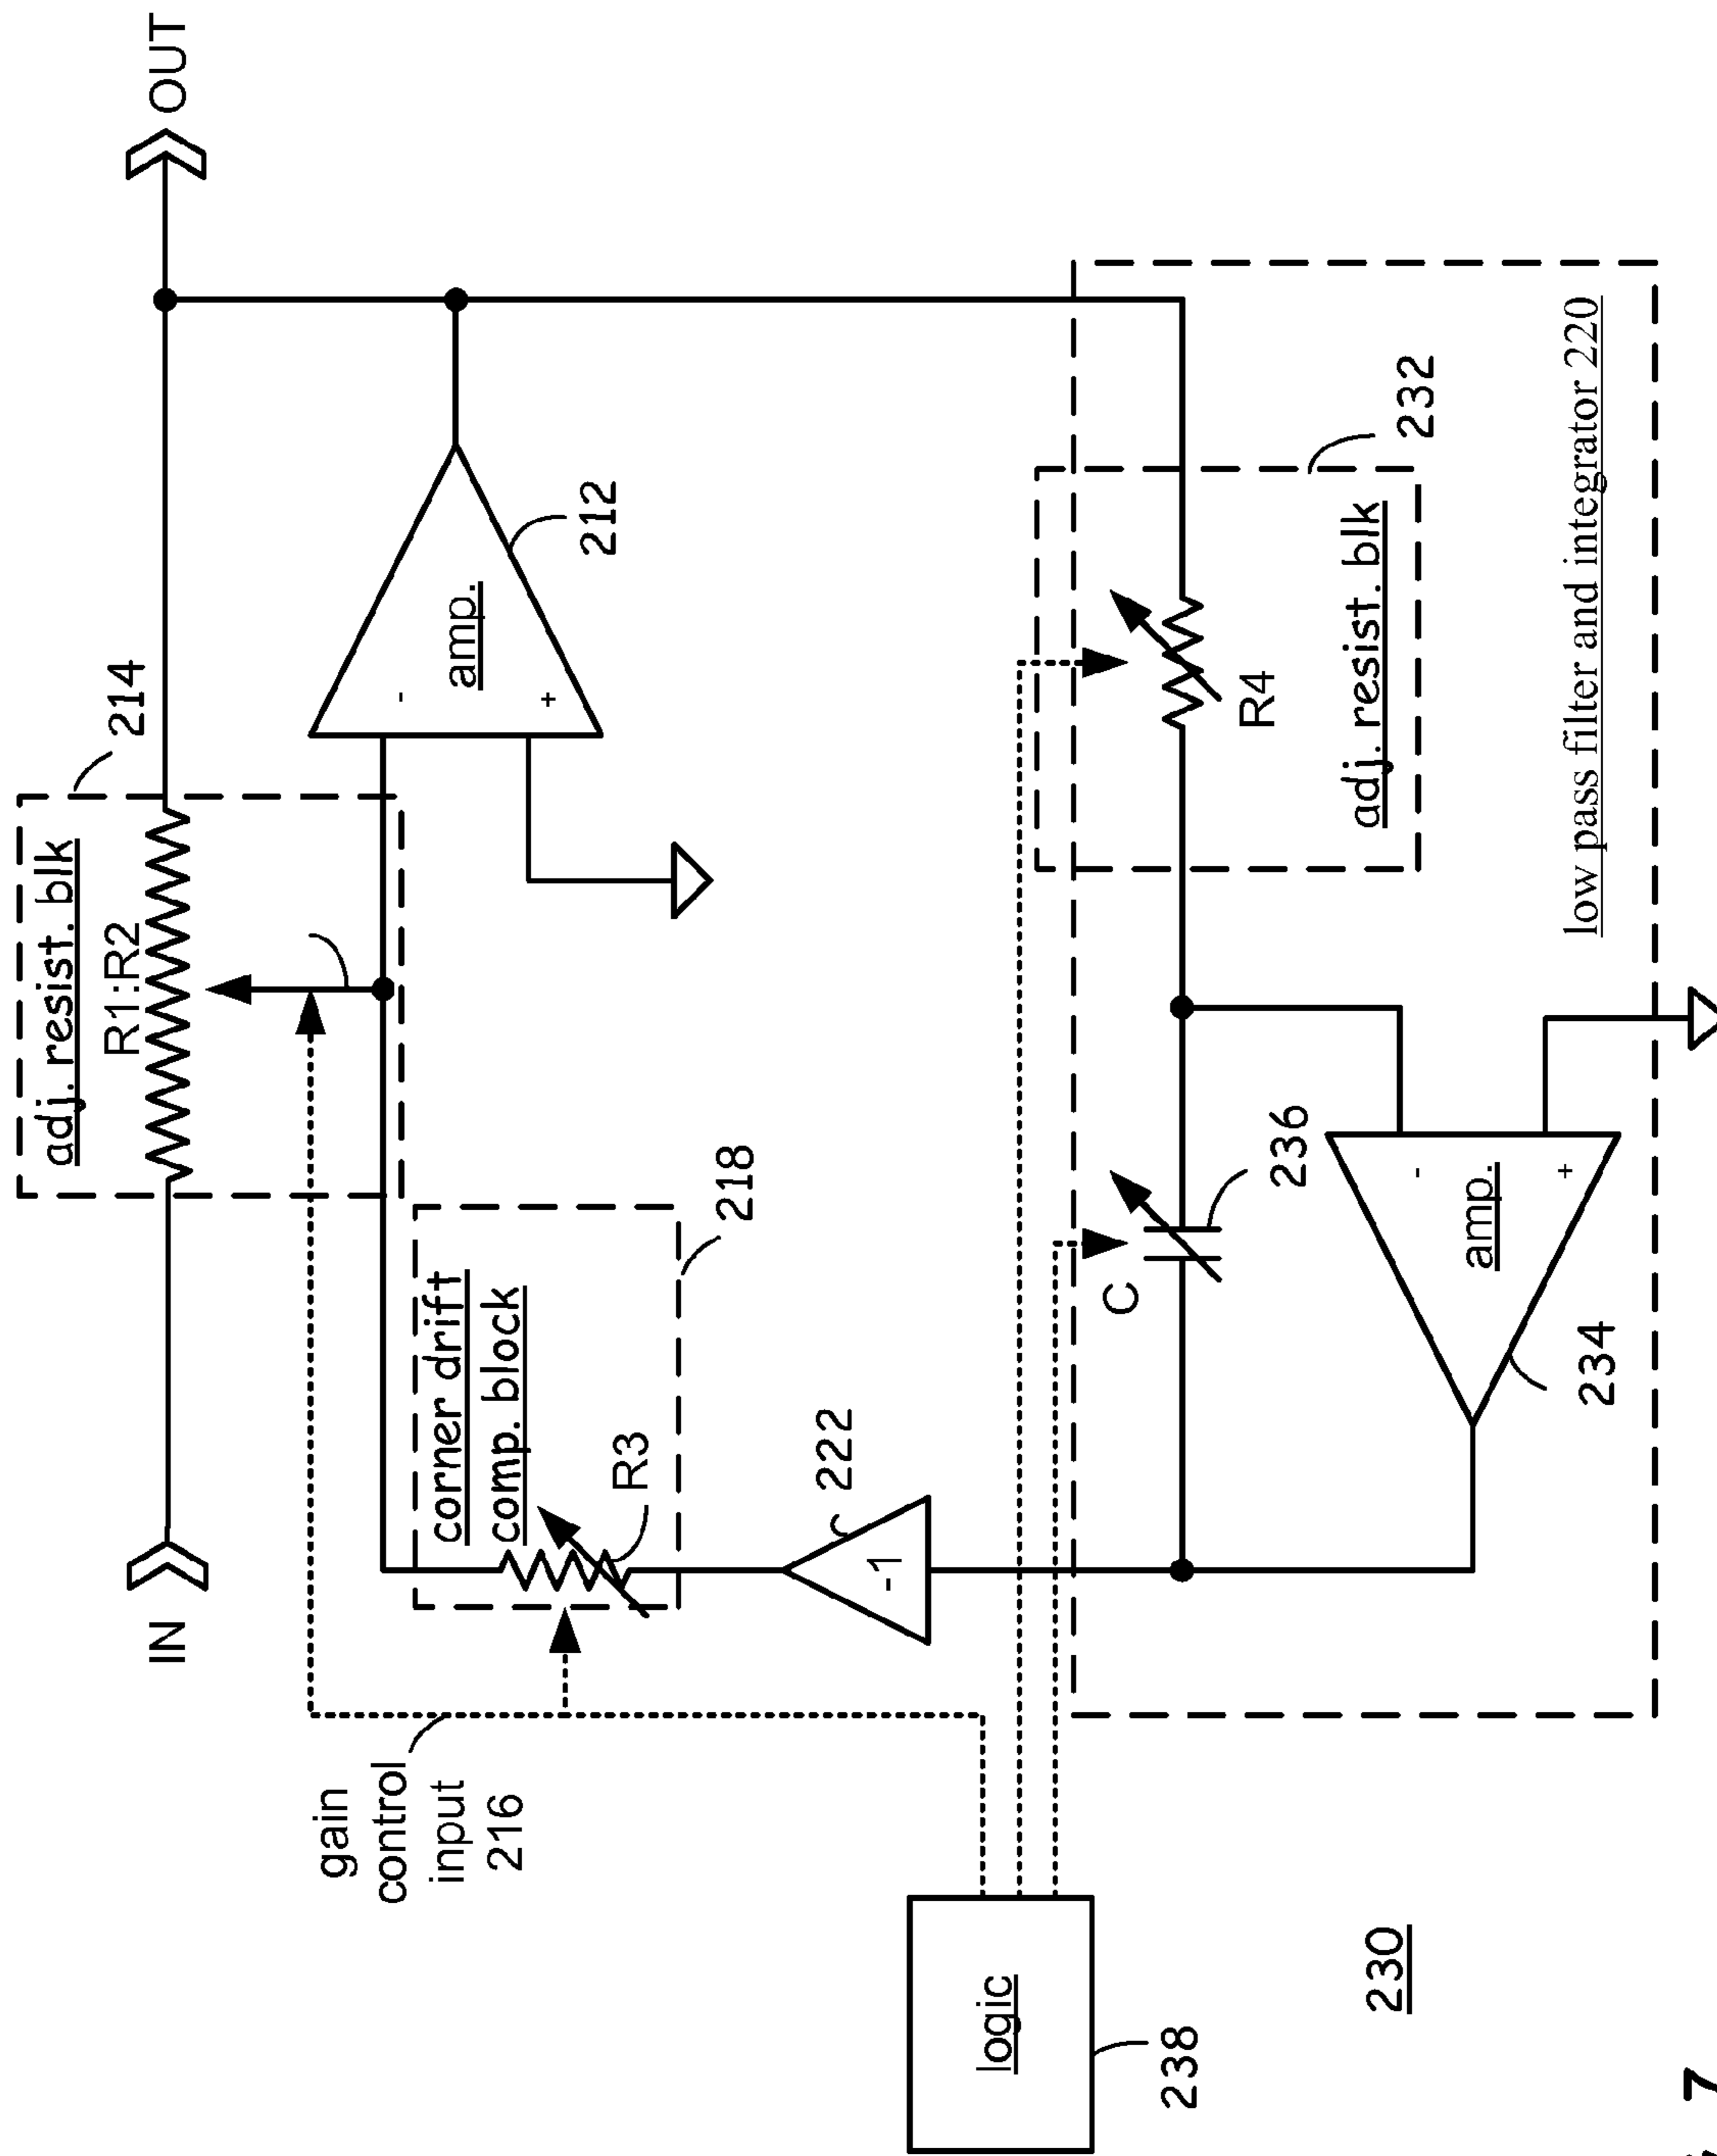 adj. resist. blk
R1:R2
214
IN
OUT
gain
control
input
216
corner drift
comp. block
R3
218
-
amp.
+
212
222
-1
logic
238
C
236
R4
232
adj. resist. blk
-
amp.
+
234
low pass filter and integrator 220
230
7